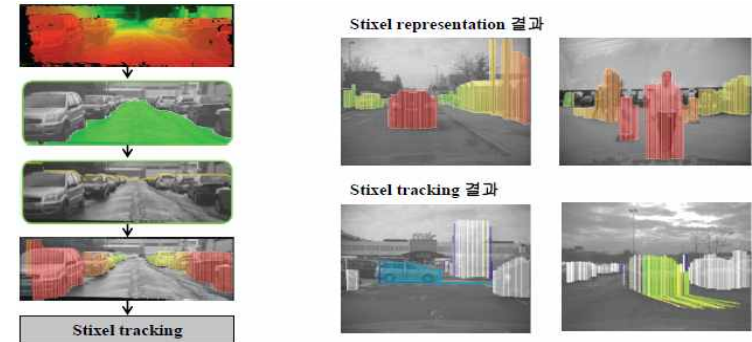 Stixel representation 결과
Stixel tracking 결과
Stixel tracking